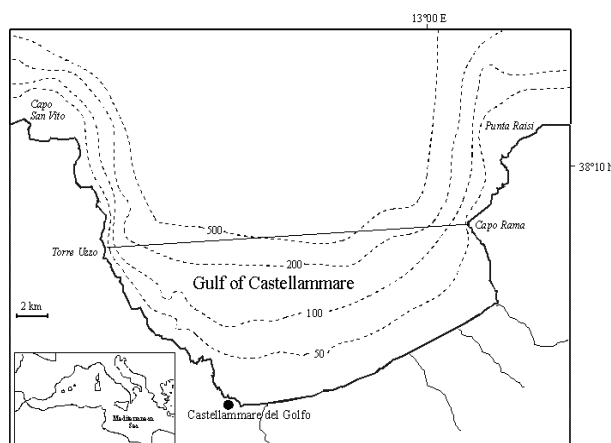 13°00 E
Capo
San Vito
Punta Raisi
38°10 N
500
Capo Rama
Torre Uzzo
200
Gulf of Castellammare
100
2 km
50
Castellammare del Golfo
Mediterranean
Sea